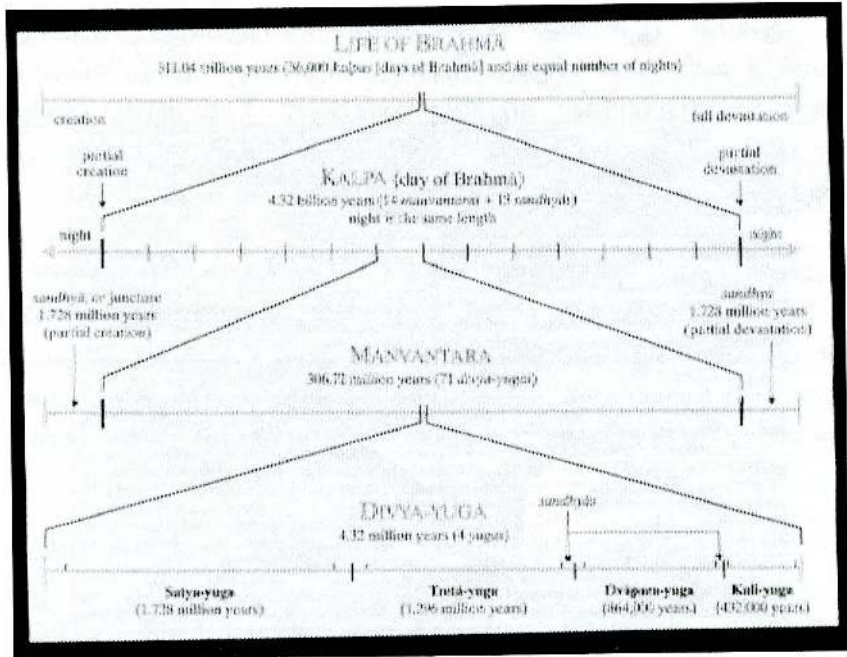 LIFE OF BRAHMĀ
311.04 trillion years (36,000 kalpas [days of Brahmā] and an equal number of nights)
creation
full devastation
partial
creation
partial
devastation
KALPA (day of Brahmā)
4.32 billion years (14 manvantaras + 15 sandhyās)
night is the same length
night
night
sandhyā, or juncture
1.728 million years
(partial creation)
sandhyā
1.728 million years
(partial devastation)
MANVANTARA
306.72 million years (71 divya-yugas)
DIVYA-YUGA
4.32 million years (4 yugas)
sandhyās
Satya-yuga
(1.728 million years)
Tretā-yuga
(1.296 million years)
Dvāpara-yuga
(864,000 years)
Kali-yuga
(432,000 years)